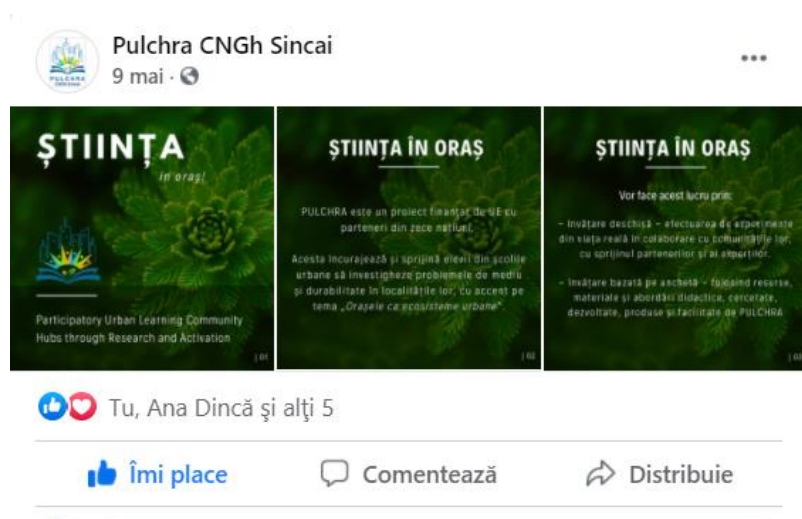 Pulchra CNGh Sincai
9 mai ·
ȘTIINȚA
în oraș!
PULCHRA
Participatory Urban Learning Community
Hubs through Research and Activation
| 01
ȘTIINȚA ÎN ORAȘ
PULCHRA este un proiect finanțat de UE cu
parteneri din zece națiuni.
Acesta încurajează și sprijină elevii din școlile
urbane să investigheze problemele de mediu
și durabilitate în localitățile lor, cu accent pe
tema „Orașele ca ecosisteme urbane".
| 02
ȘTIINȚA ÎN ORAȘ
Vor face acest lucru prin:
– Învățare deschisă – efectuarea de experimente
din viața reală în colaborare cu comunitățile lor,
cu sprijinul partenerilor și al experților.
– Învățare bazată pe anchetă – folosind resurse,
materiale și abordări didactice, cercetate,
dezvoltate, produse și facilitate de PULCHRA
| 03
Tu, Ana Dincă şi alţi 5
Îmi place
Comentează
Distribuie